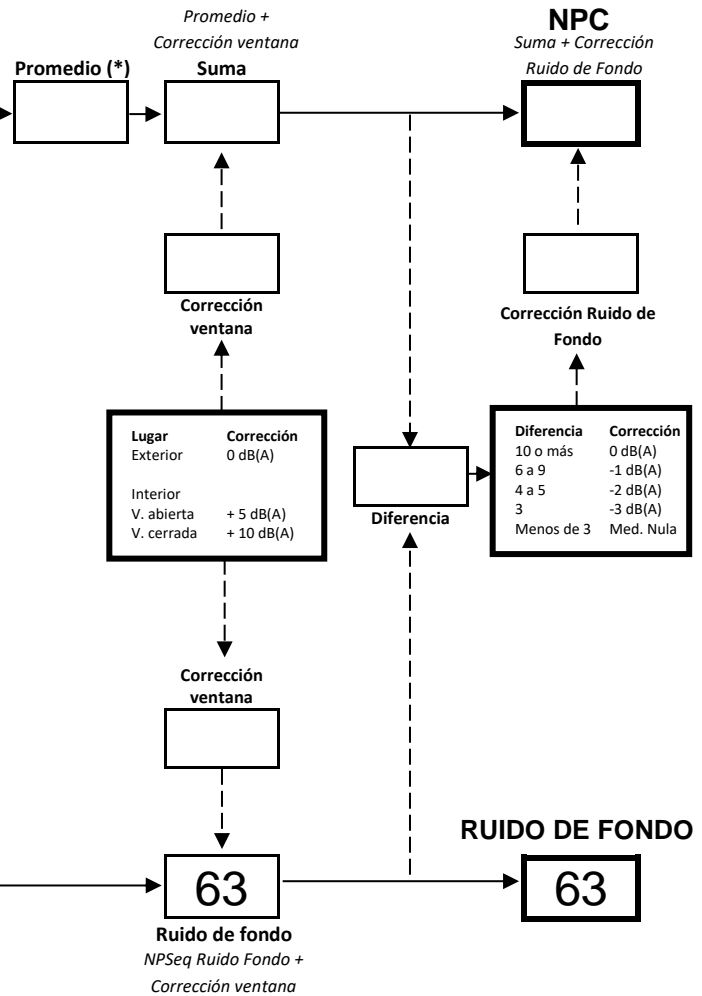 Promedio +
Corrección ventana
Promedio (*)
Suma
NPC
Suma + Corrección
Ruido de Fondo
Corrección
ventana
Corrección Ruido de
Fondo
Lugar Corrección
Exterior 0 dB(A)
Interior
V. abierta + 5 dB(A)
V. cerrada + 10 dB(A)
Diferencia
Diferencia Corrección
10 o más 0 dB(A)
6 a 9 -1 dB(A)
4 a 5 -2 dB(A)
3 -3 dB(A)
Menos de 3 Med. Nula
Corrección
ventana
63
Ruido de fondo
NPSeq Ruido Fondo +
Corrección ventana
RUIDO DE FONDO
63